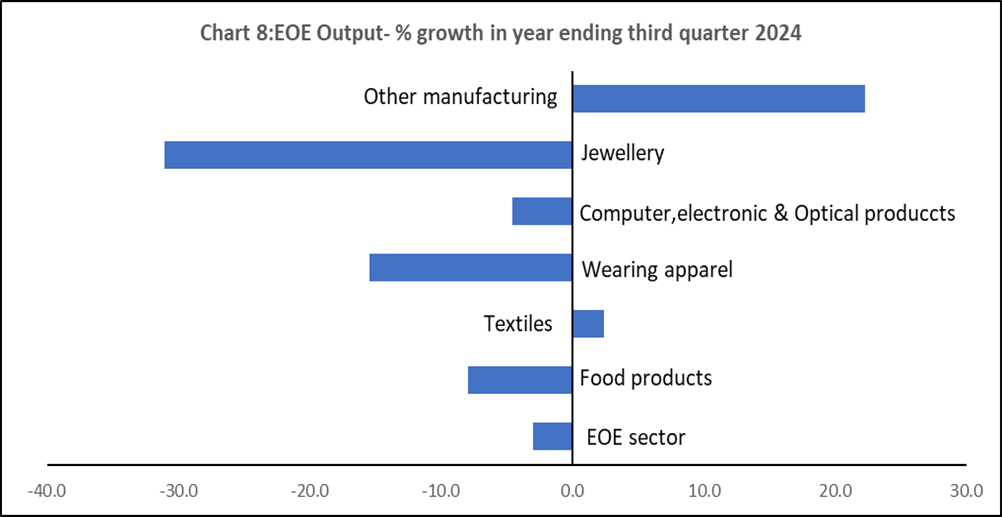 Chart 8:EOE Output- % growth in year ending third quarter 2024
Other manufacturing
Jewellery
Computer,electronic & Optical produccts
Wearing apparel
Textiles
Food products
EOE sector
-40.0 -30.0 -20.0 -10.0 0.0 10.0 20.0 30.0